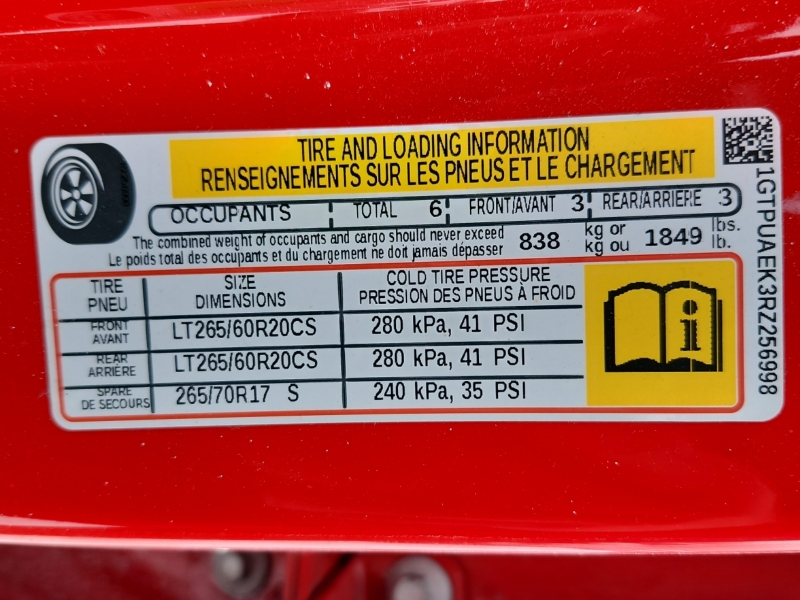 TIRE AND LOADING INFORMATION
RENSEIGNEMENTS SUR LES PNEUS ET LE CHARGEMENT
OCCUPANTS TOTAL 6 FRONT/AVANT 3 REAR/ARRIERE 3
The combined weight of occupants and cargo should never exceed 838 kg or 1849 lbs.
Le poids total des occupants et du chargement ne doit jamais dépasser kg ou lb.
TIRE SIZE COLD TIRE PRESSURE
PNEU DIMENSIONS PRESSION DES PNEUS À FROID
FRONT
AVANT LT265/60R20CS 280 kPa, 41 PSI
REAR
ARRIÈRE LT265/60R20CS 280 kPa, 41 PSI
SPARE
DE SECOURS 265/70R17 S 240 kPa, 35 PSI
i
1GTPUAEK3RZ256998